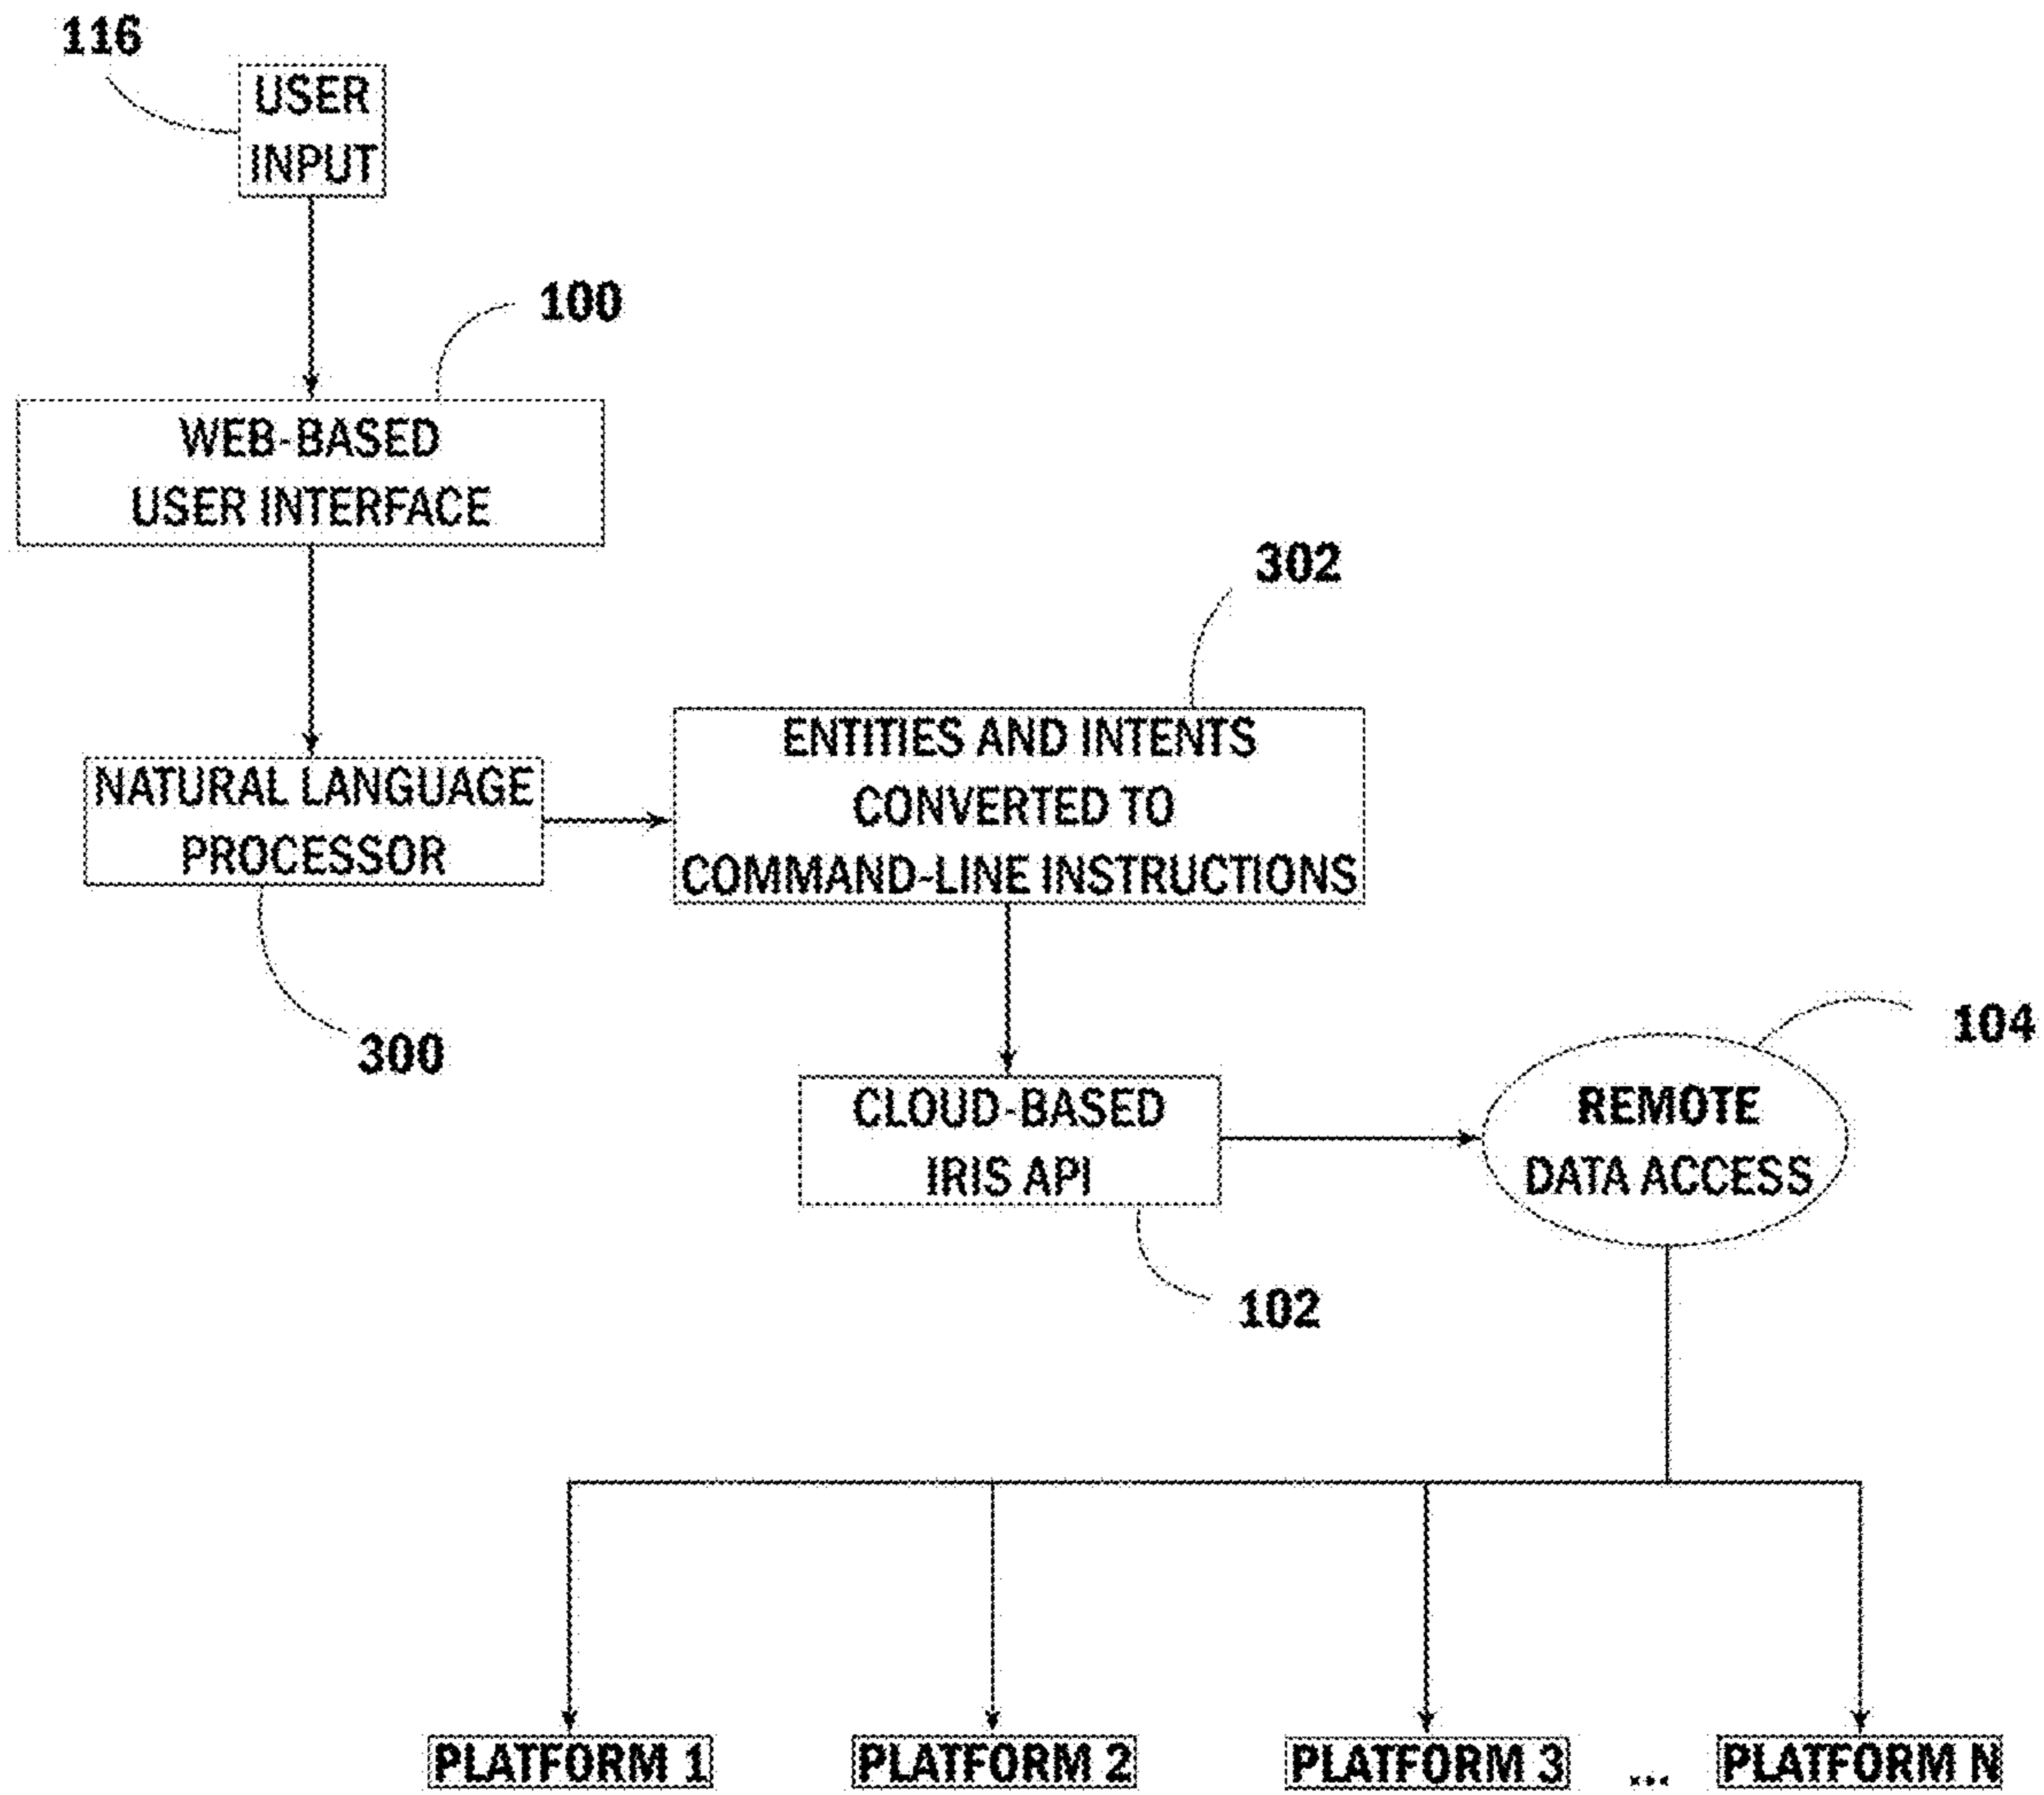 116
USER
INPUT
100
WEB-BASED
USER INTERFACE
302
ENTITIES AND INTENTS
CONVERTED TO
COMMAND-LINE INSTRUCTIONS
NATURAL LANGUAGE
PROCESSOR
300
104
REMOTE
DATA ACCESS
CLOUD-BASED
IRIS API
102
PLATFORM 1
PLATFORM 2
PLATFORM 3
...
PLATFORM N